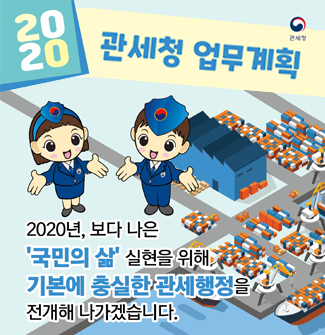 2020
관세청 업무계획
관세청
2020년, 보다 나은
'국민의 삶' 실현을 위해
기본에 충실한 관세행정을
전개해 나가겠습니다.